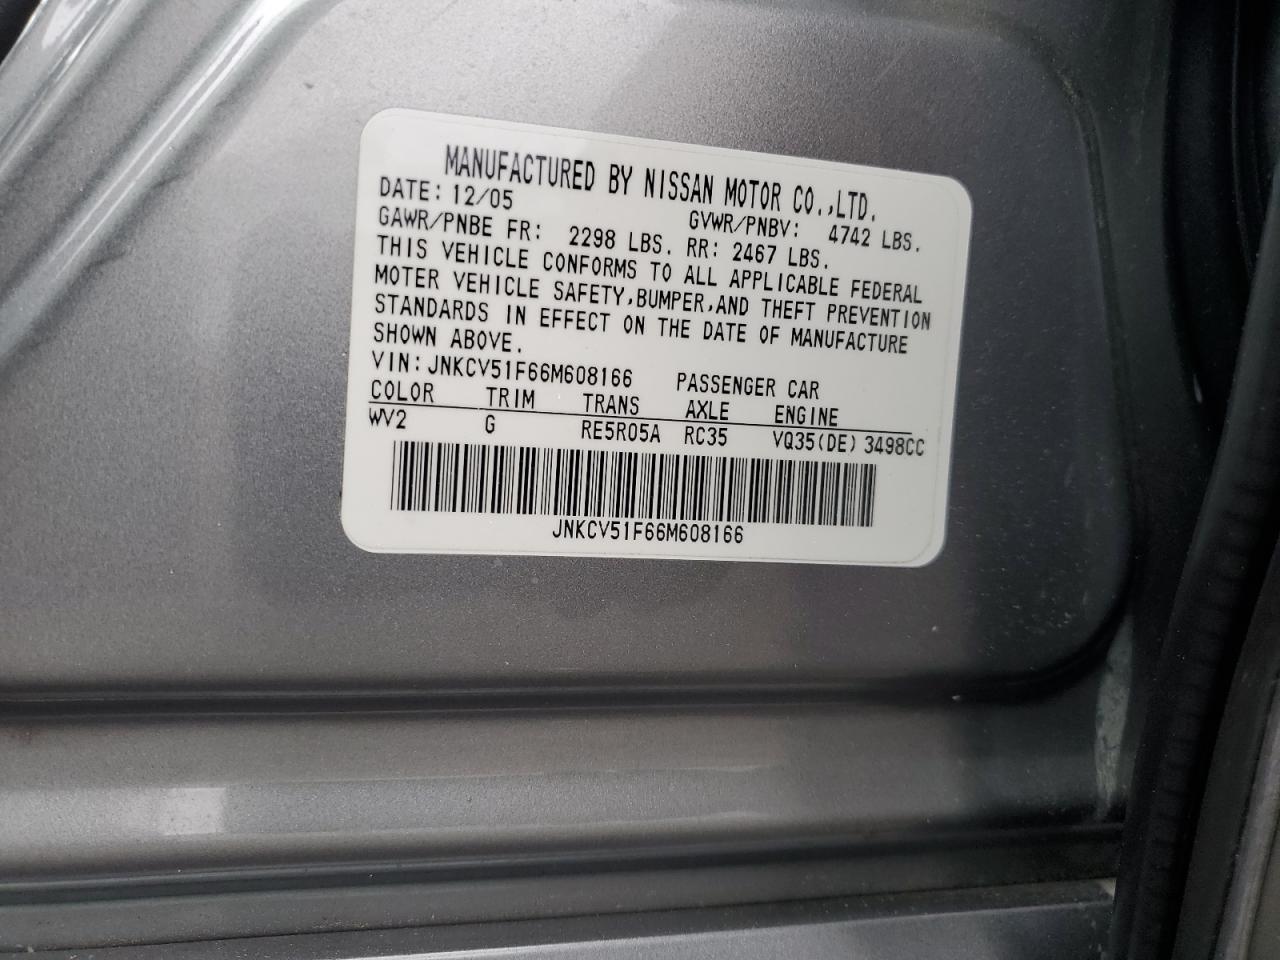 MANUFACTURED BY NISSAN MOTOR CO.,LTD.
DATE: 12/05 GVWR/PNBV: 4742 LBS.
GAWR/PNBE FR: 2298 LBS. RR: 2467 LBS.
THIS VEHICLE CONFORMS TO ALL APPLICABLE FEDERAL
MOTER VEHICLE SAFETY,BUMPER,AND THEFT PREVENTION
STANDARDS IN EFFECT ON THE DATE OF MANUFACTURE
SHOWN ABOVE.
VIN: JNKCV51F66M608166 PASSENGER CAR
COLOR TRIM TRANS AXLE ENGINE
WV2 G RE5R05A RC35 VQ35(DE) 3498CC
JNKCV51F66M608166